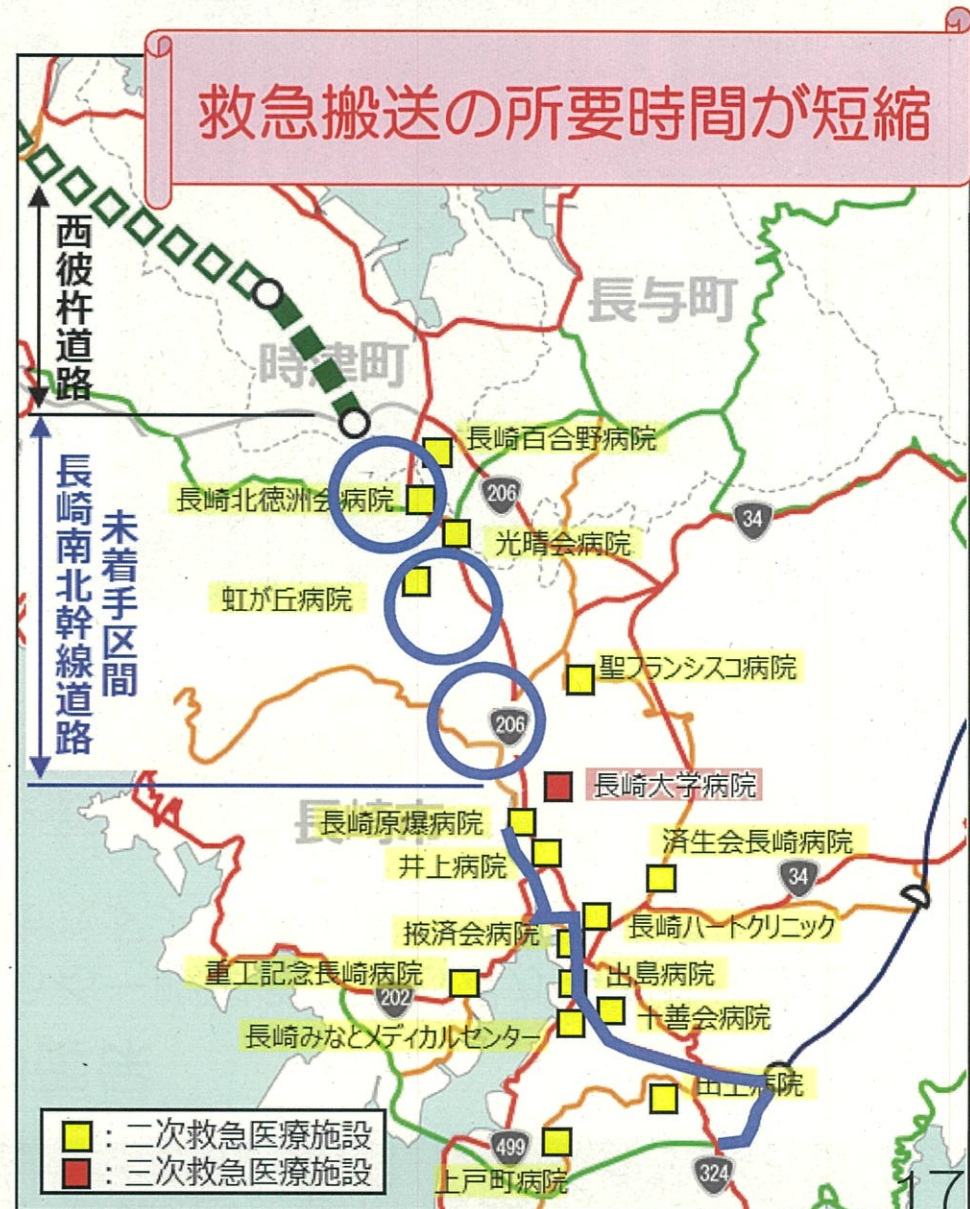 救急搬送の所要時間が短縮
西彼杵道路
長与町
時津町
長崎百合野病院
長崎北徳洲会病院
206
34
光晴会病院
長崎南北幹線道路
未着手区間
虹が丘病院
聖フランシスコ病院
206
長崎大学病院
長崎市
長崎原爆病院
済生会長崎病院
井上病院
34
掖済会病院
長崎ハートクリニック
重工記念長崎病院
出島病院
202
十善会病院
長崎みなとメディカルセンター
田上病院
:二次救急医療施設
:三次救急医療施設
499
上戸町病院
324
17